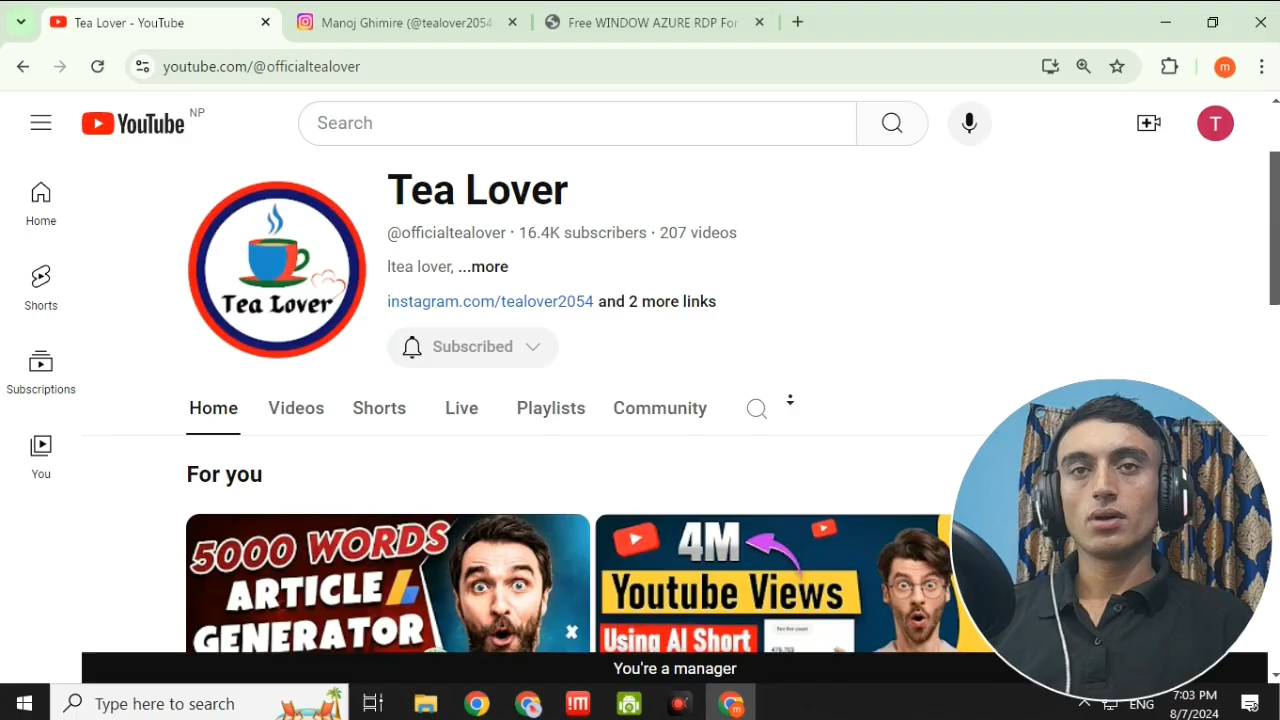 Tea Lover - YouTube
Manoj Ghimire (@tealover2054
Free WINDOW AZURE RDP For
youtube.com/@officialtealover
m
YouTube
NP
Search
T
Home
Shorts
Subscriptions
You
Tea Lover
Tea Lover
@officialtealover · 16.4K subscribers · 207 videos
ltea lover, ...more
instagram.com/tealover2054 and 2 more links
Subscribed
Home Videos Shorts Live Playlists Community
For you
5000 WORDS
ARTICLE
GENERATOR
4M
Youtube Views
Using AI Short
You're a manager
Type here to search
ENG
7:03 PM
8/7/2024